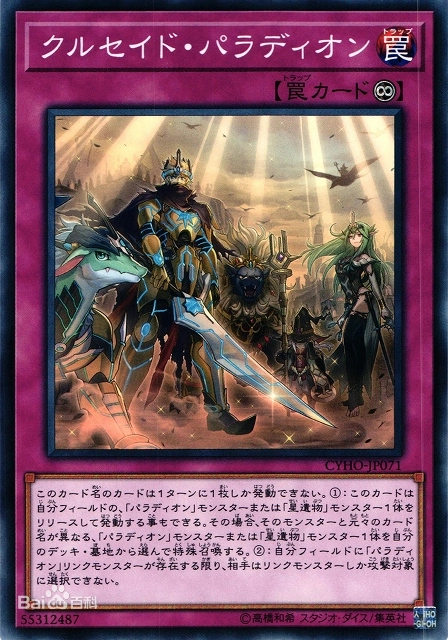 クルセイド・パラディオン 罠
【罠カード∞】
CYHO-JP071
このカード名のカードは1ターンに1枚しか発動できない。①：このカードは
自分フィールドの、「パラディオン」モンスターまたは「星遺物」モンスター1体を
リリースして発動する事もできる。その場合、そのモンスターと元々のカード
名が異なる、「パラディオン」モンスターまたは「星遺物」モンスター1体を自分
のデッキ・墓地から選んで特殊召喚する。②：自分フィールドに「パラディ
オン」リンクモンスターが存在する限り、相手はリンクモンスターしか攻撃対象
に選択できない。
Bai百科
55312487
©高橋和希 スタジオ・ダイス/集英社